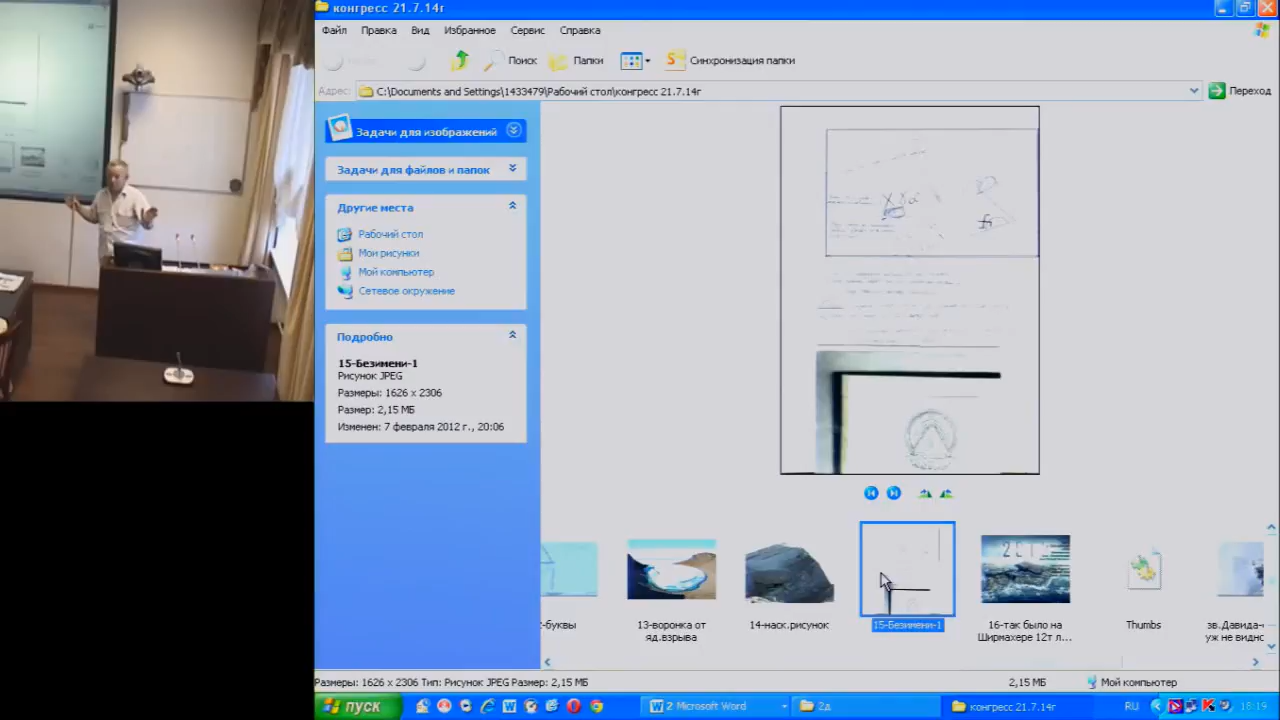 конгресс 21.7.14г
Файл Правка Вид Избранное Сервис Справка
Поиск Папки Синхронизация папки
Адрес: C:\Documents and Settings\1433479\Рабочий стол\конгресс 21.7.14г Переход
Задачи для изображений
Задачи для файлов и папок
Другие места
Рабочий стол
Мои рисунки
Мой компьютер
Сетевое окружение
Подробно
15-Безимени-1
Рисунок JPEG
Размеры: 1626 x 2306
Размер: 2,15 МБ
Изменен: 7 февраля 2012 г., 20:06
2-буквы
13-воронка от яд.взрыва
14-наск.рисунок
15-Безимени-1
16-так было на Ширмахере 12т л...
Thumbs
зв.Давида-
уж не видно
Размеры: 1626 x 2306 Тип: Рисунок JPEG Размер: 2,15 МБ 2,15 МБ Мой компьютер
пуск 2 Microsoft Word 2д конгресс 21.7.14г RU 18:19